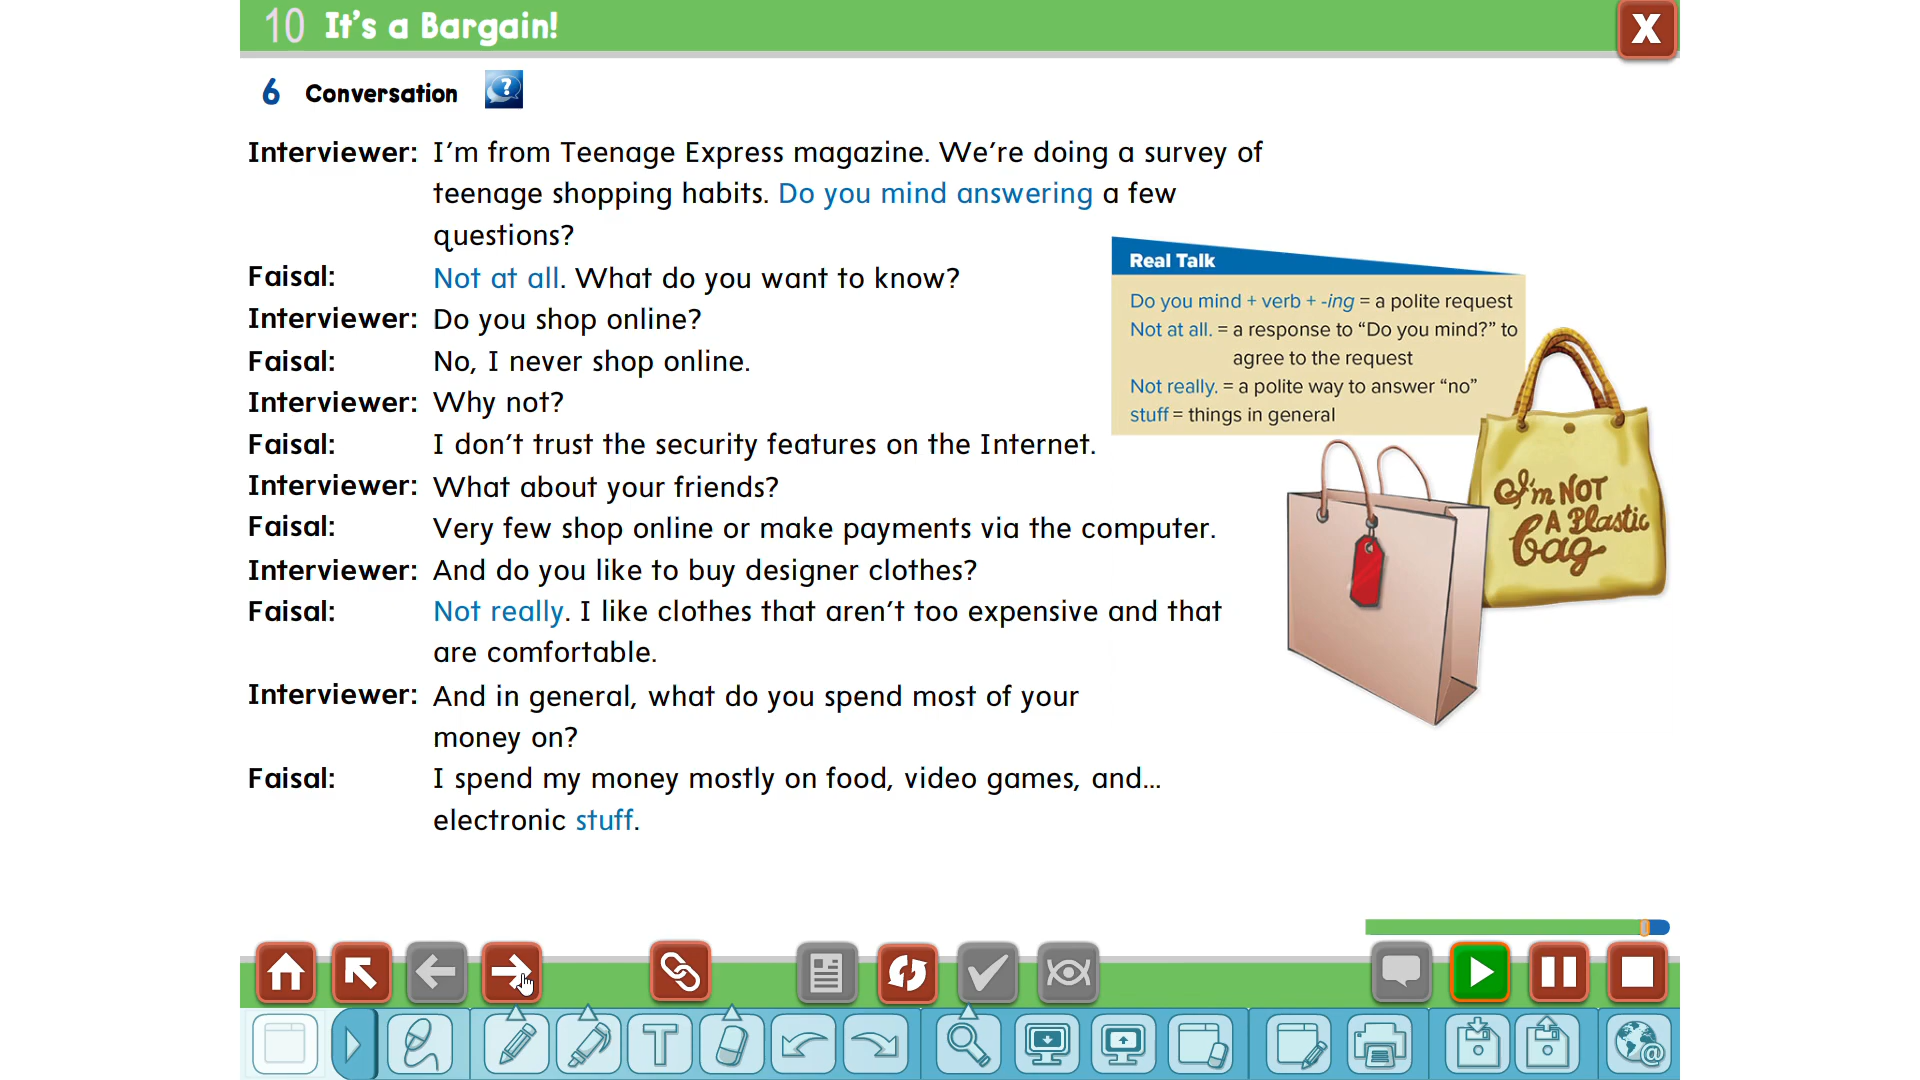 10 It's a Bargain!
X
6 Conversation
?
Interviewer: I'm from Teenage Express magazine. We're doing a survey of
teenage shopping habits. Do you mind answering a few
questions?
Faisal: Not at all. What do you want to know?
Interviewer: Do you shop online?
Faisal: No, I never shop online.
Interviewer: Why not?
Faisal: I don't trust the security features on the Internet.
Interviewer: What about your friends?
Faisal: Very few shop online or make payments via the computer.
Interviewer: And do you like to buy designer clothes?
Faisal: Not really. I like clothes that aren't too expensive and that
are comfortable.
Interviewer: And in general, what do you spend most of your
money on?
Faisal: I spend my money mostly on food, video games, and...
electronic stuff.
Real Talk
Do you mind + verb + -ing = a polite request
Not at all. = a response to “Do you mind?” to
agree to the request
Not really. = a polite way to answer “no”
stuff = things in general
I'm NOT
A Plastic
bag
T
@